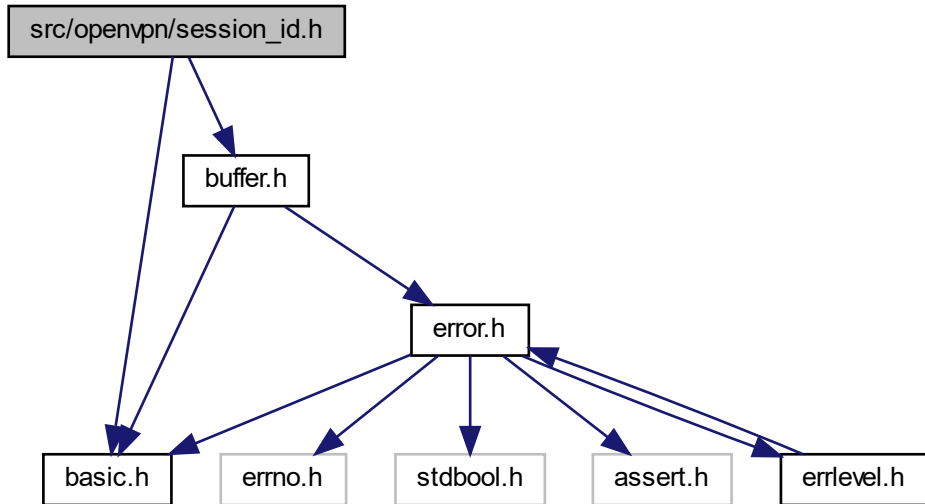 src/openvpn/session_id.h
buffer.h
error.h
basic.h
errno.h
stdbool.h
assert.h
errlevel.h